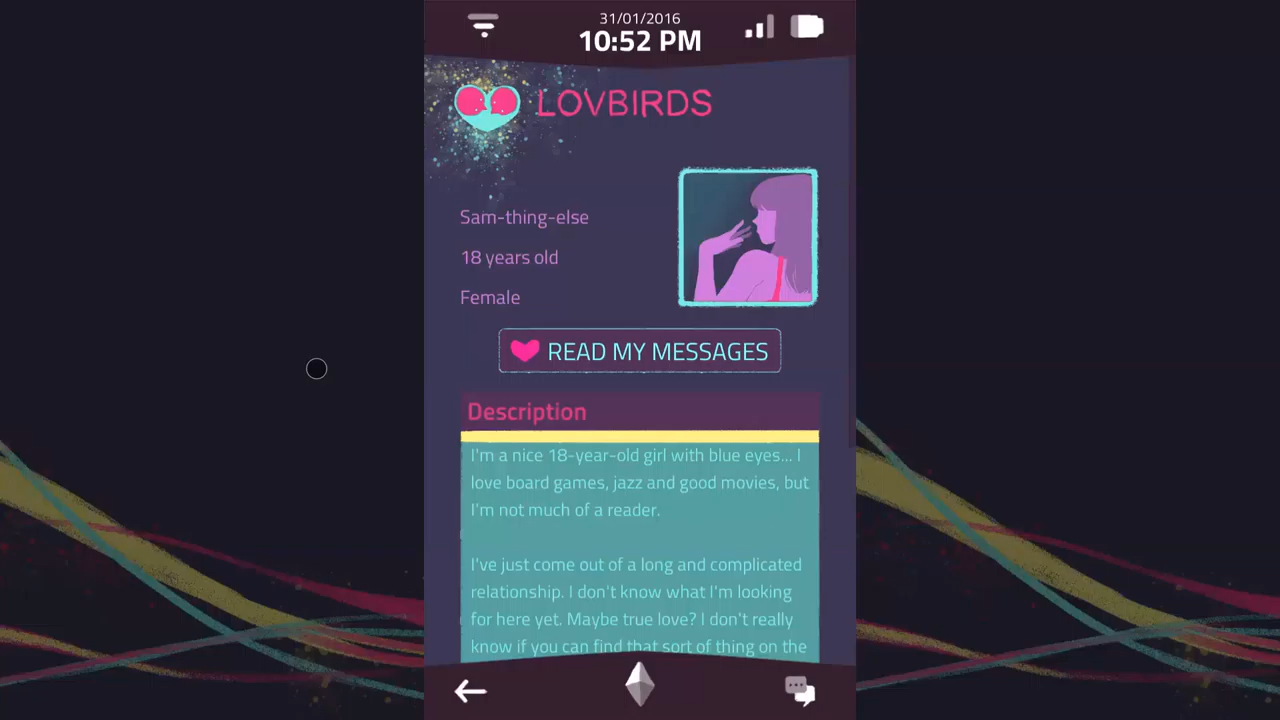 31/01/2016
10:52 PM
LOVBIRDS
Sam-thing-else
18 years old
Female
READ MY MESSAGES
Description
I'm a nice 18-year-old girl with blue eyes... I
love board games, jazz and good movies, but
I'm not much of a reader.
I've just come out of a long and complicated
relationship. I don't know what I'm looking
for here yet. Maybe true love? I don't really
know if you can find that sort of thing on the